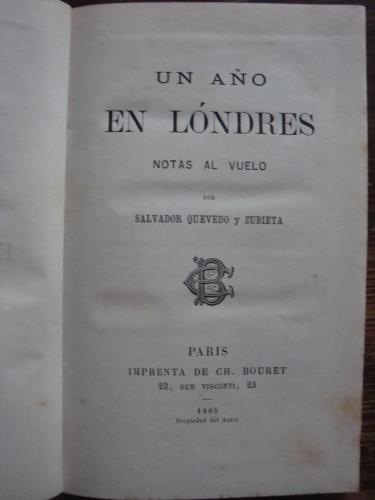 UN AÑO
EN LÓNDRES
NOTAS AL VUELO
POR
SALVADOR QUEVEDO y ZUBIETA
CB
PARIS
IMPRENTA DE CH. BOURET
23, RUE VISCONTI, 23
1885
Propiedad del Autor